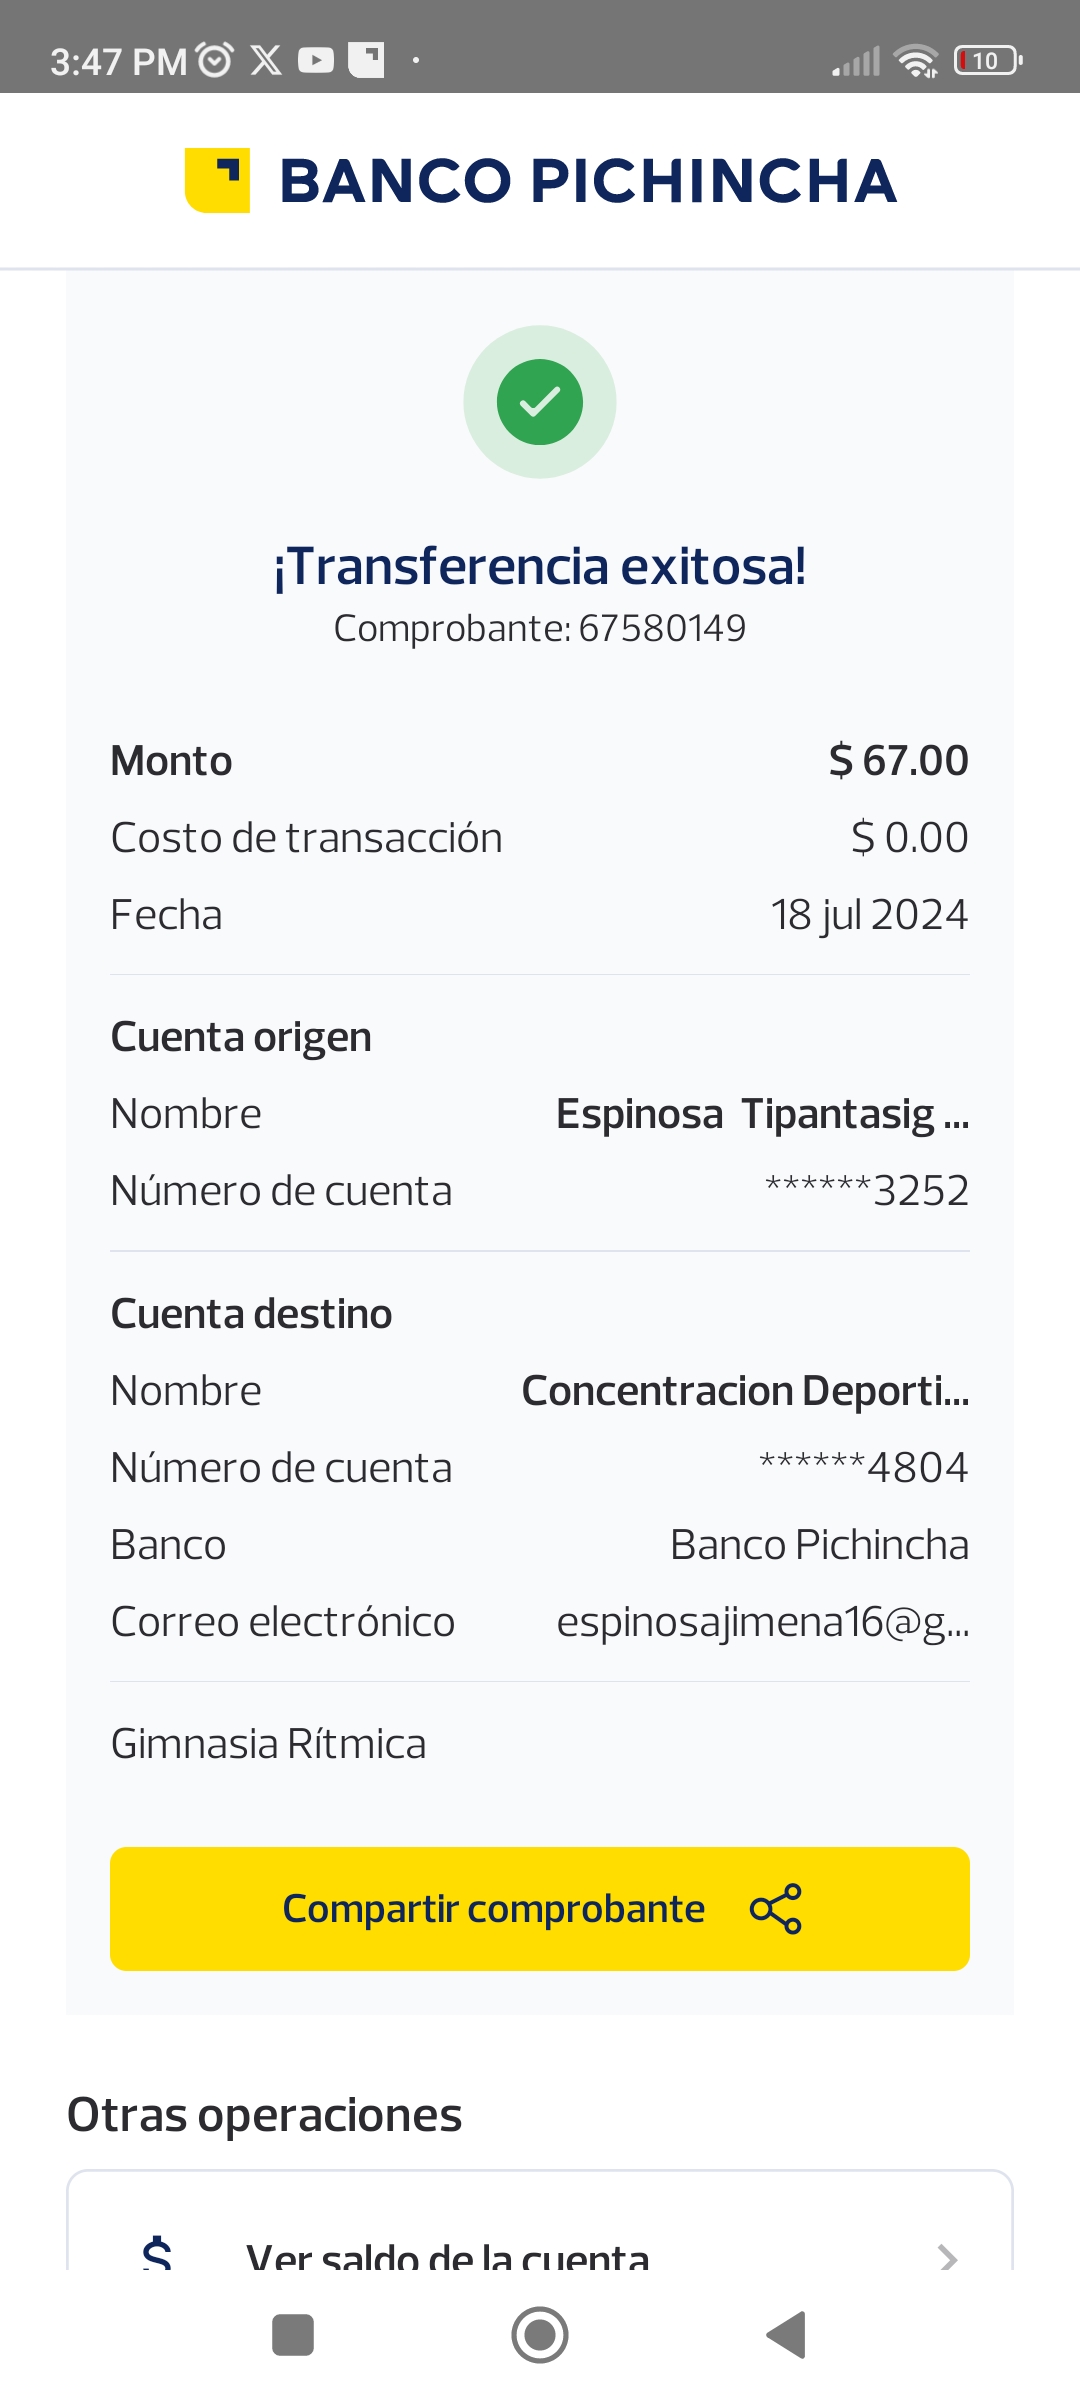 3:47 PM
10
BANCO PICHINCHA
¡Transferencia exitosa!
Comprobante: 67580149
Monto $ 67.00
Costo de transacción $ 0.00
Fecha 18 jul 2024
Cuenta origen
Nombre Espinosa Tipantasig ...
Número de cuenta ******3252
Cuenta destino
Nombre Concentracion Deporti...
Número de cuenta ******4804
Banco Banco Pichincha
Correo electrónico espinosajimena16@g...
Gimnasia Rítmica
Compartir comprobante
Otras operaciones
$ Ver saldo de la cuenta